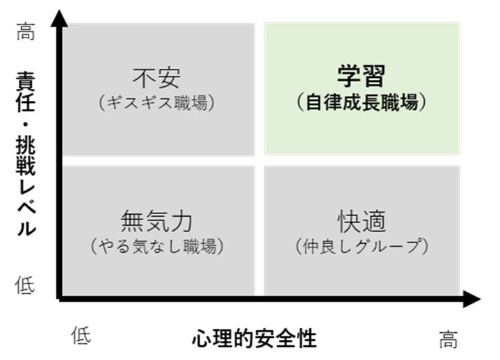 高
責任・挑戦レベル
低
不安
（ギスギス職場）
学習
（自律成長職場）
無気力
（やる気なし職場）
快適
（仲良しグループ）
低
心理的安全性
高